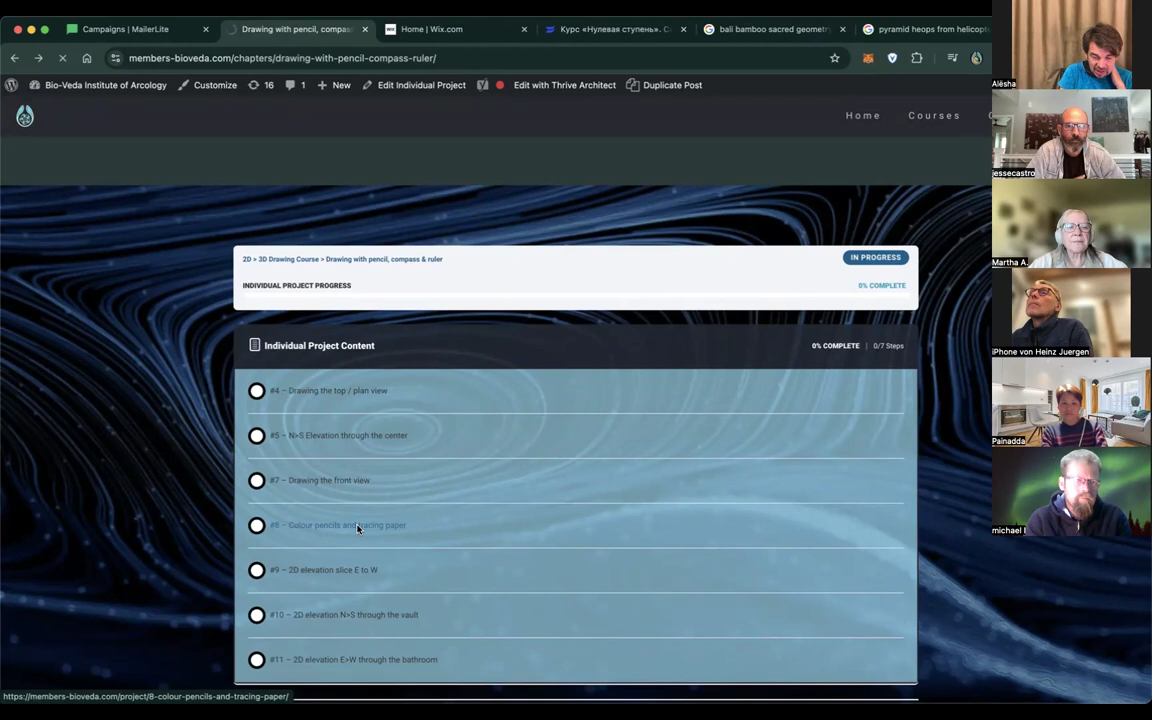 Campaigns | MailerLite
Drawing with pencil, compass
Home | Wix.com
Курс «Нулевая ступень». С
bali bamboo sacred geometry
pyramid heops from helicopt
members-bioveda.com/chapters/drawing-with-pencil-compass-ruler/
Bio-Veda Institute of Arcology
Customize
16
1
New
Edit Individual Project
Edit with Thrive Architect
Duplicate Post
Home
Courses
2D > 3D Drawing Course > Drawing with pencil, compass & ruler
IN PROGRESS
INDIVIDUAL PROJECT PROGRESS
0% COMPLETE
Individual Project Content
0% COMPLETE | 0/7 Steps
#4 – Drawing the top / plan view
#5 – N>S Elevation through the center
#7 – Drawing the front view
#8 – Colour pencils and tracing paper
#9 – 2D elevation slice E to W
#10 – 2D elevation N>S through the vault
#11 – 2D elevation E>W through the bathroom
https://members-bioveda.com/project/8-colour-pencils-and-tracing-paper/
Alësha
jessecastro
Martha A.
iPhone von Heinz Juergen
Painadda
michael l